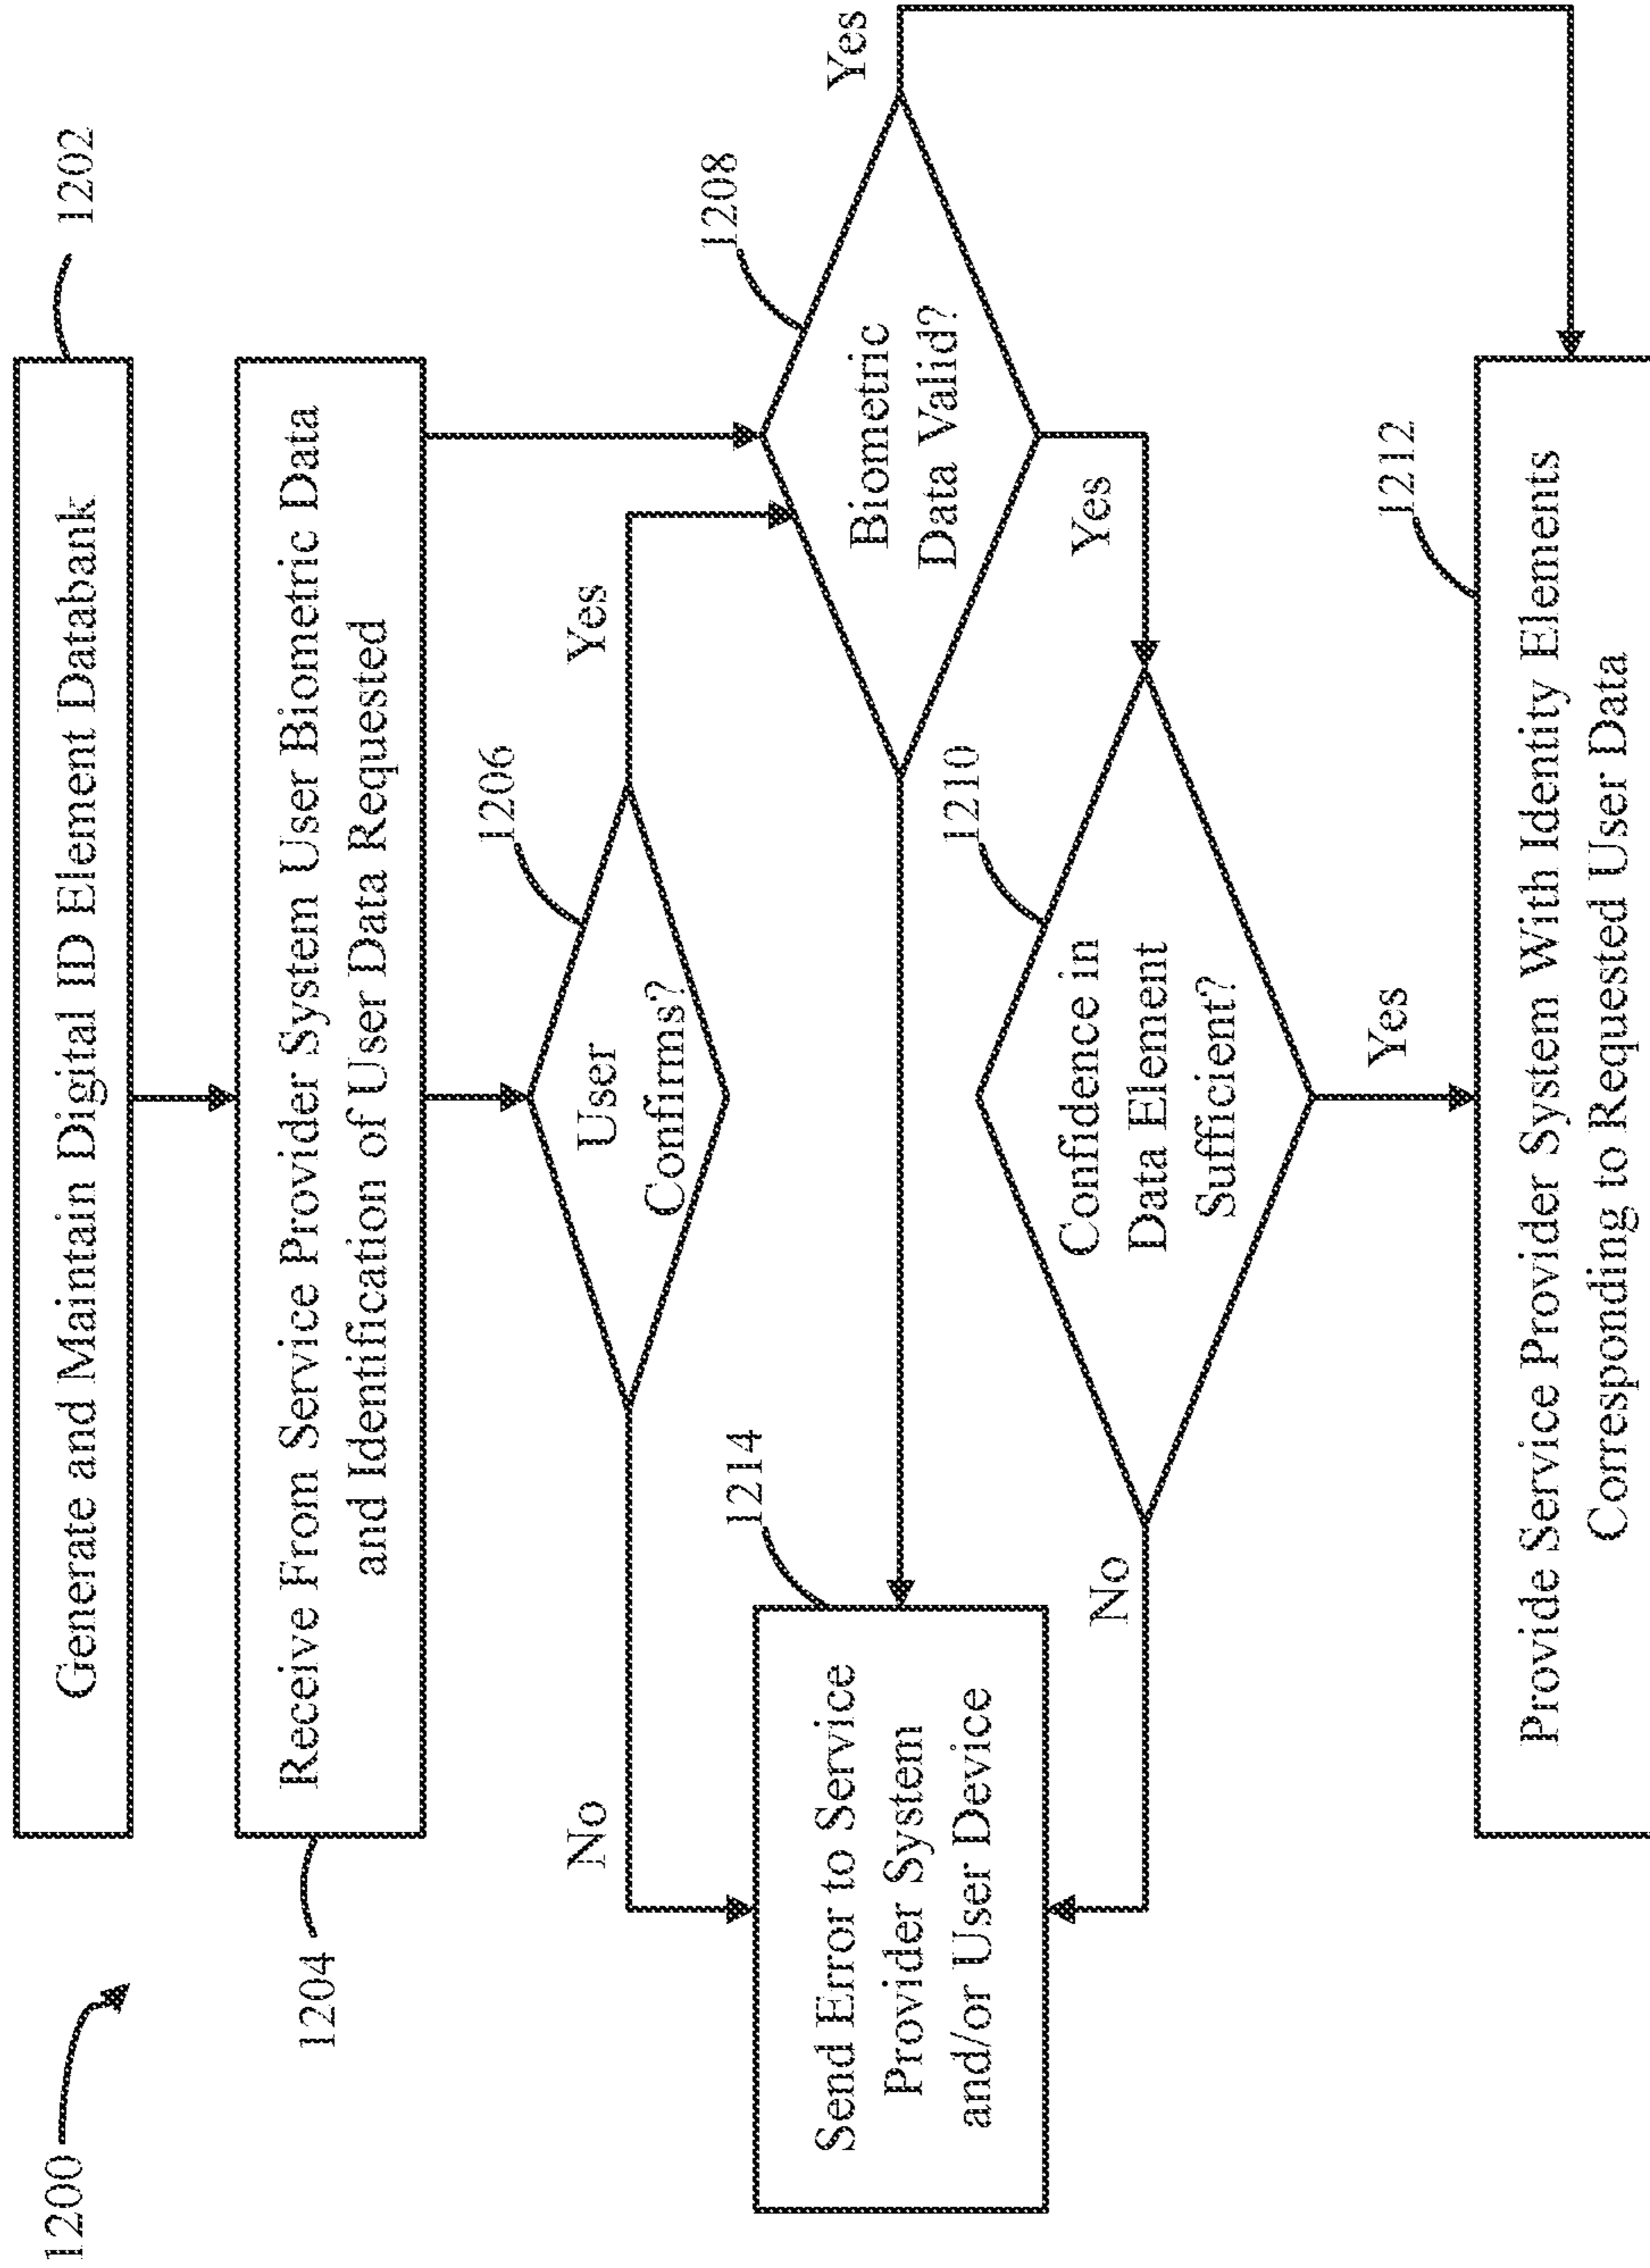 1200
Generate and Maintain Digital ID Element Databank
1202
Receive From Service Provider System User Biometric Data
and Identification of User Data Requested
1204
User
Confirms?
1206
No
Yes
Biometric
Data Valid?
1208
Yes
Yes
Send Error to Service
Provider System
and/or User Device
1214
Confidence in
Data Element
Sufficient?
1210
No
Yes
Provide Service Provider System With Identity Elements
Corresponding to Requested User Data
1212